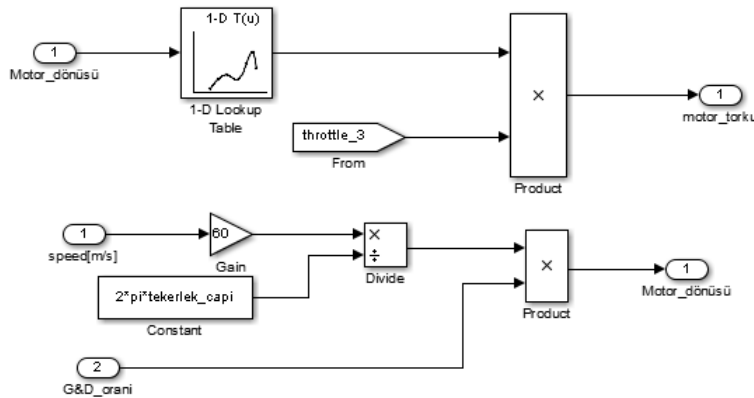 1-D T(u)
1
Motor_dönüsü
1-D Lookup
Table
throttle_3
From
×
Product
1
motor_torku
1
speed[m/s]
60
Gain
×
÷
Divide
2*pi*tekerlek_capi
Constant
×
Product
1
Motor_dönüsü
2
G&D_orani